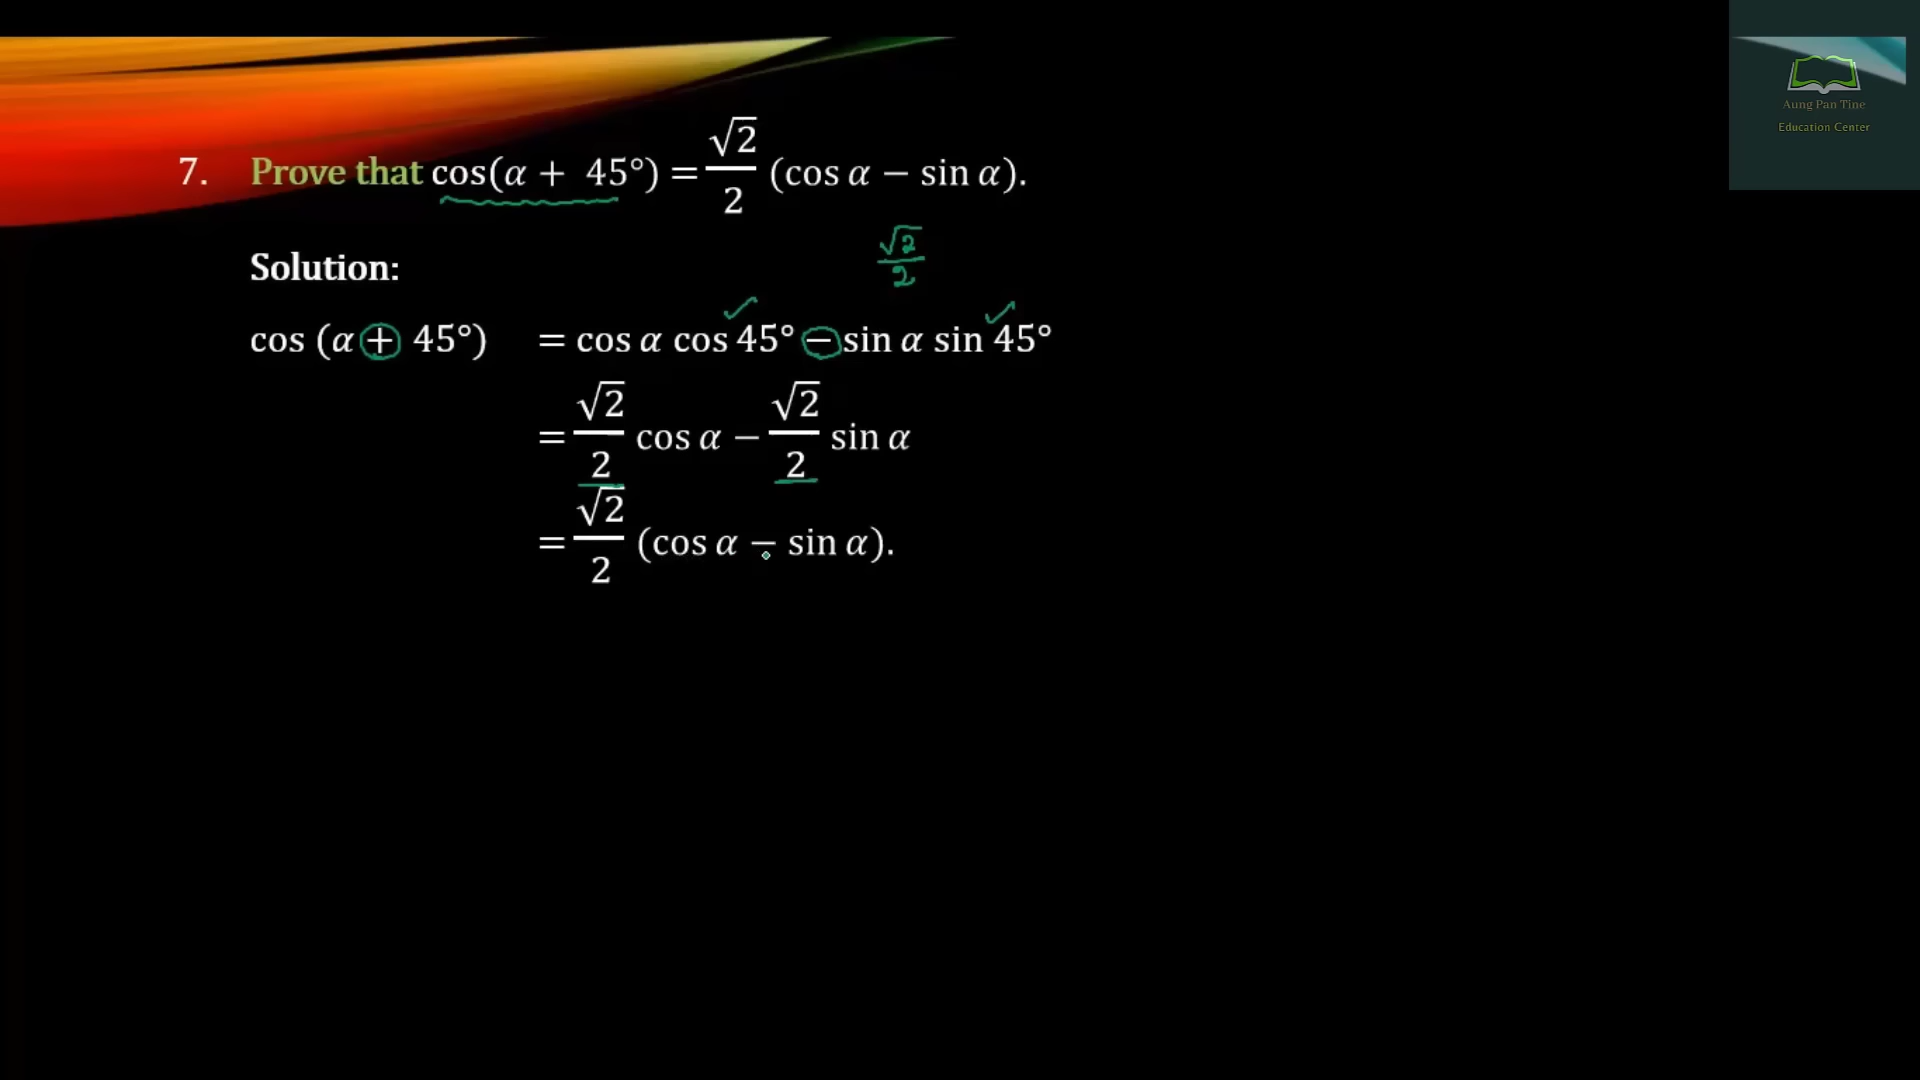 Aung Pan Tine
Education Center
7. Prove that cos(α + 45°) = √2/2 (cos α − sin α).
√2/2
Solution:
cos (α + 45°) = cos α cos 45° − sin α sin 45°
= √2/2 cos α − √2/2 sin α
= √2/2 (cos α − sin α).